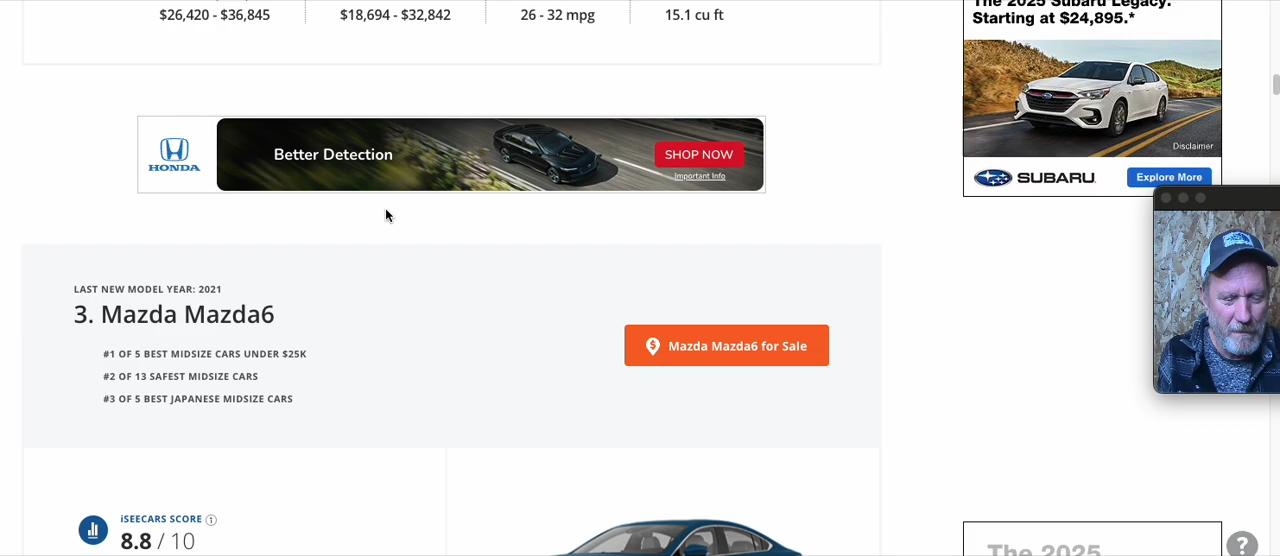 $26,420 - $36,845
$18,694 - $32,842
26 - 32 mpg
15.1 cu ft
The 2025 Subaru Legacy.
Starting at $24,895.*
Disclaimer
SUBARU
Explore More
HONDA
Better Detection
SHOP NOW
Important Info
LAST NEW MODEL YEAR: 2021
3. Mazda Mazda6
#1 OF 5 BEST MIDSIZE CARS UNDER $25K
#2 OF 13 SAFEST MIDSIZE CARS
#3 OF 5 BEST JAPANESE MIDSIZE CARS
Mazda Mazda6 for Sale
iSEECARS SCORE
8.8 / 10
The 2025
?